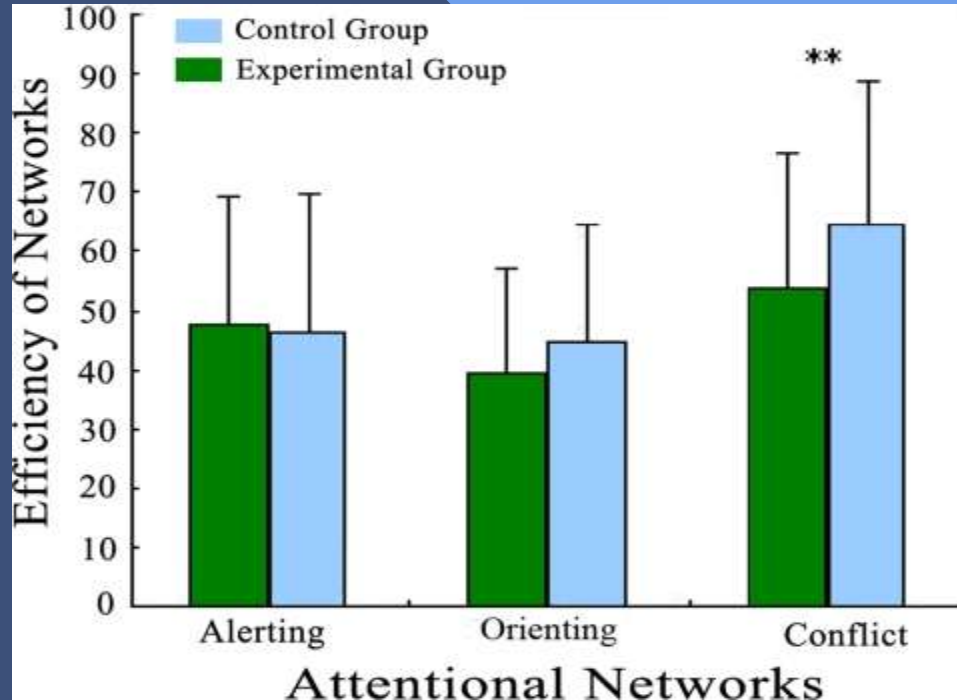 100
90
80
70
60
50
40
30
20
10
0
Efficiency of Networks
Control Group
Experimental Group
**
Alerting
Orienting
Conflict
Attentional Networks